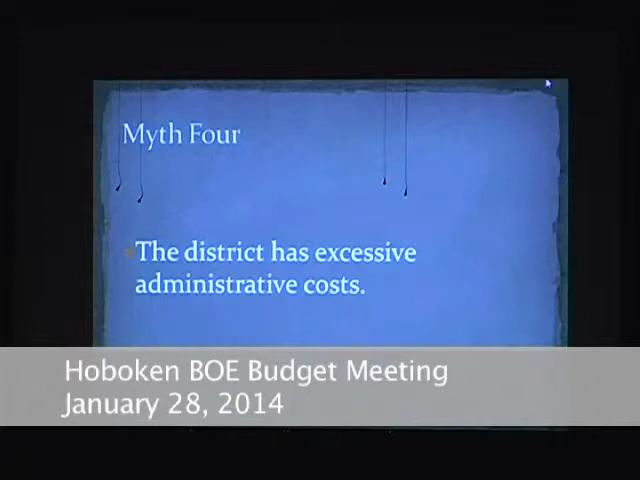 Myth Four
The district has excessive
administrative costs.
Hoboken BOE Budget Meeting
January 28, 2014